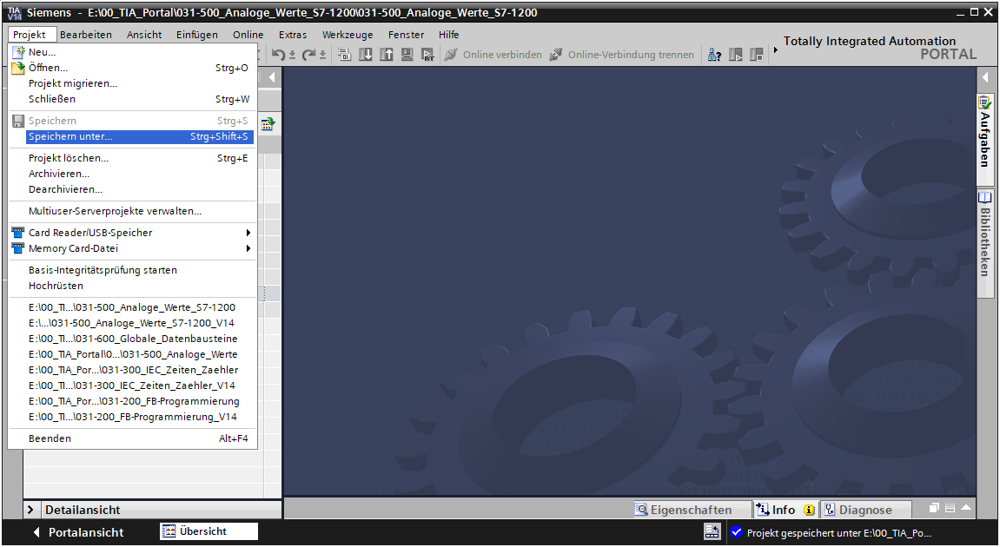 TIA V14 Siemens - E:\00_TIA_Portal\031-500_Analoge_Werte_S7-1200\031-500_Analoge_Werte_S7-1200
Projekt Bearbeiten Ansicht Einfügen Online Extras Werkzeuge Fenster Hilfe
Totally Integrated Automation
PORTAL
RT Online verbinden Online-Verbindung trennen
Neu...
Öffnen... Strg+O
Projekt migrieren...
Schließen Strg+W
Speichern Strg+S
Speichern unter... Strg+Shift+S
Projekt löschen... Strg+E
Archivieren...
Dearchivieren...
Multiuser-Serverprojekte verwalten...
Card Reader/USB-Speicher
Memory Card-Datei
Basis-Integritätsprüfung starten
Hochrüsten
E:\00_TI...\031-500_Analoge_Werte_S7-1200
E:\...\031-500_Analoge_Werte_S7-1200_V14
E:\00_TI...\031-600_Globale_Datenbausteine
E:\00_TIA_Portal\0...\031-500_Analoge_Werte
E:\00_TIA_Por...\031-300_IEC_Zeiten_Zaehler
E:\00_TI...\031-300_IEC_Zeiten_Zaehler_V14
E:\00_TIA_Por...\031-200_FB-Programmierung
E:\00_TI...\031-200_FB-Programmierung_V14
Beenden Alt+F4
Aufgaben
Bibliotheken
Detailansicht
Eigenschaften Info Diagnose
Portalansicht Übersicht Projekt gespeichert unter E:\00_TIA_Po...